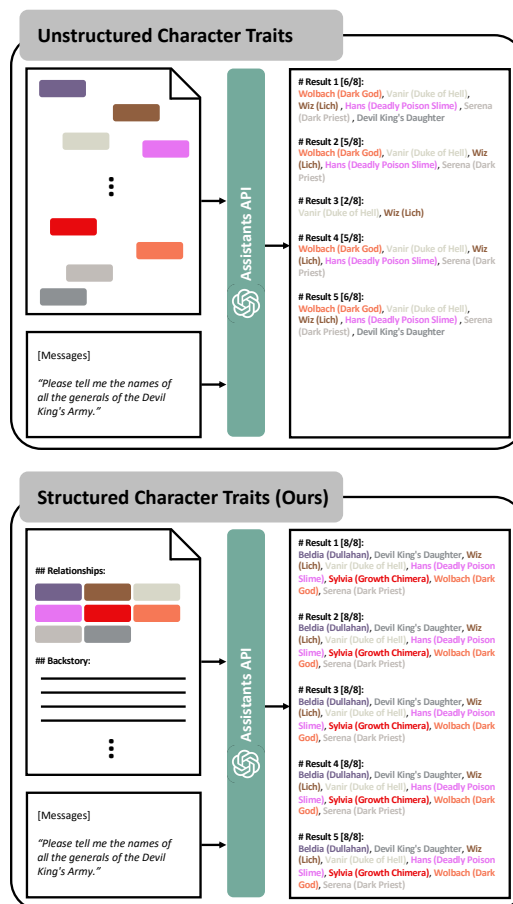 Unstructured Character Traits
[Messages]
“Please tell me the names of
all the generals of the Devil
King's Army.”
Assistants API
# Result 1 [6/8]:
Wolbach (Dark God), Vanir (Duke of Hell),
Wiz (Lich), Hans (Deadly Poison Slime) , Serena
(Dark Priest) , Devil King's Daughter
# Result 2 [5/8]:
Wolbach (Dark God), Vanir (Duke of Hell), Wiz
(Lich), Hans (Deadly Poison Slime), Serena (Dark
Priest)
# Result 3 [2/8]:
Vanir (Duke of Hell), Wiz (Lich)
# Result 4 [5/8]:
Wolbach (Dark God), Vanir (Duke of Hell), Wiz
(Lich), Hans (Deadly Poison Slime), Serena (Dark
Priest)
# Result 5 [6/8]:
Wolbach (Dark God), Vanir (Duke of Hell),
Wiz (Lich) , Hans (Deadly Poison Slime) , Serena
(Dark Priest) , Devil King's Daughter
Structured Character Traits (Ours)
## Relationships:
## Backstory:
[Messages]
“Please tell me the names of
all the generals of the Devil
King's Army.”
Assistants API
# Result 1 [8/8]:
Beldia (Dullahan), Devil King's Daughter, Wiz
(Lich), Vanir (Duke of Hell), Hans (Deadly Poison
Slime), Sylvia (Growth Chimera), Wolbach (Dark
God), Serena (Dark Priest)
# Result 2 [8/8]:
Beldia (Dullahan), Devil King's Daughter, Wiz
(Lich), Vanir (Duke of Hell), Hans (Deadly Poison
Slime), Sylvia (Growth Chimera), Wolbach (Dark
God), Serena (Dark Priest)
# Result 3 [8/8]:
Beldia (Dullahan), Devil King's Daughter, Wiz
(Lich), Vanir (Duke of Hell), Hans (Deadly Poison
Slime), Sylvia (Growth Chimera), Wolbach (Dark
God), Serena (Dark Priest)
# Result 4 [8/8]:
Beldia (Dullahan), Devil King's Daughter, Wiz
(Lich), Vanir (Duke of Hell), Hans (Deadly Poison
Slime), Sylvia (Growth Chimera), Wolbach (Dark
God), Serena (Dark Priest)
# Result 5 [8/8]:
Beldia (Dullahan), Devil King's Daughter, Wiz
(Lich), Vanir (Duke of Hell), Hans (Deadly Poison
Slime), Sylvia (Growth Chimera), Wolbach (Dark
God), Serena (Dark Priest)